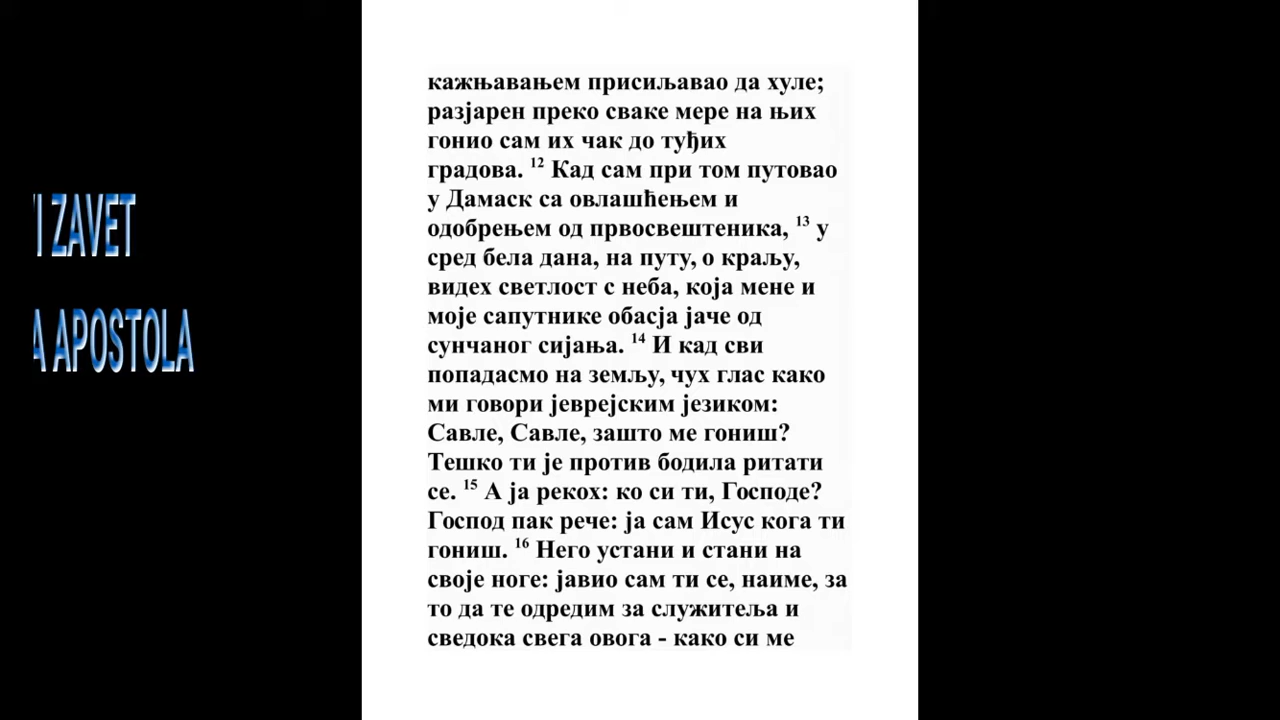 ZAVET
APOSTOLA
кажњавањем присиљавао да хуле;
разјарен преко сваке мере на њих
гонио сам их чак до туђих
градова. 12 Кад сам при том путовао
у Дамаск са овлашћењем и
одобрењем од првосвештеника, 13 у
сред бела дана, на путу, о краљу,
видех светлост с неба, која мене и
моје сапутнике обасја јаче од
сунчаног сијања. 14 И кад сви
попадасмо на земљу, чух глас како
ми говори јеврејским језиком:
Савле, Савле, зашто ме гониш?
Тешко ти је против бодила ритати
се. 15 А ја рекох: ко си ти, Господе?
Господ пак рече: ја сам Исус кога ти
гониш. 16 Него устани и стани на
своје ноге: јавио сам ти се, наиме, за
то да те одредим за служитеља и
сведока свега овога - како си ме